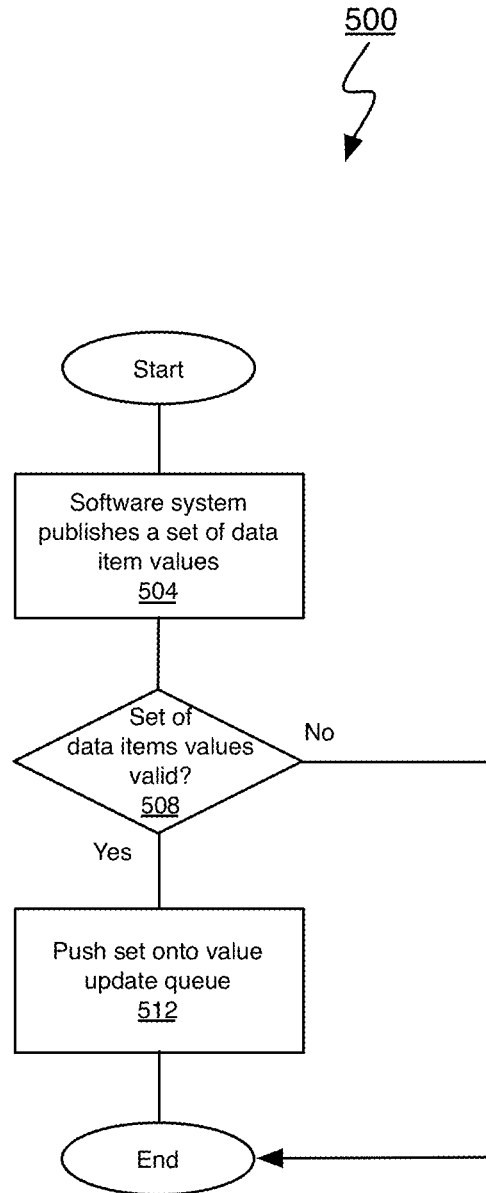 500
Start
Software system
publishes a set of data
item values
504
Set of
data items values
valid?
508
No
Yes
Push set onto value
update queue
512
End